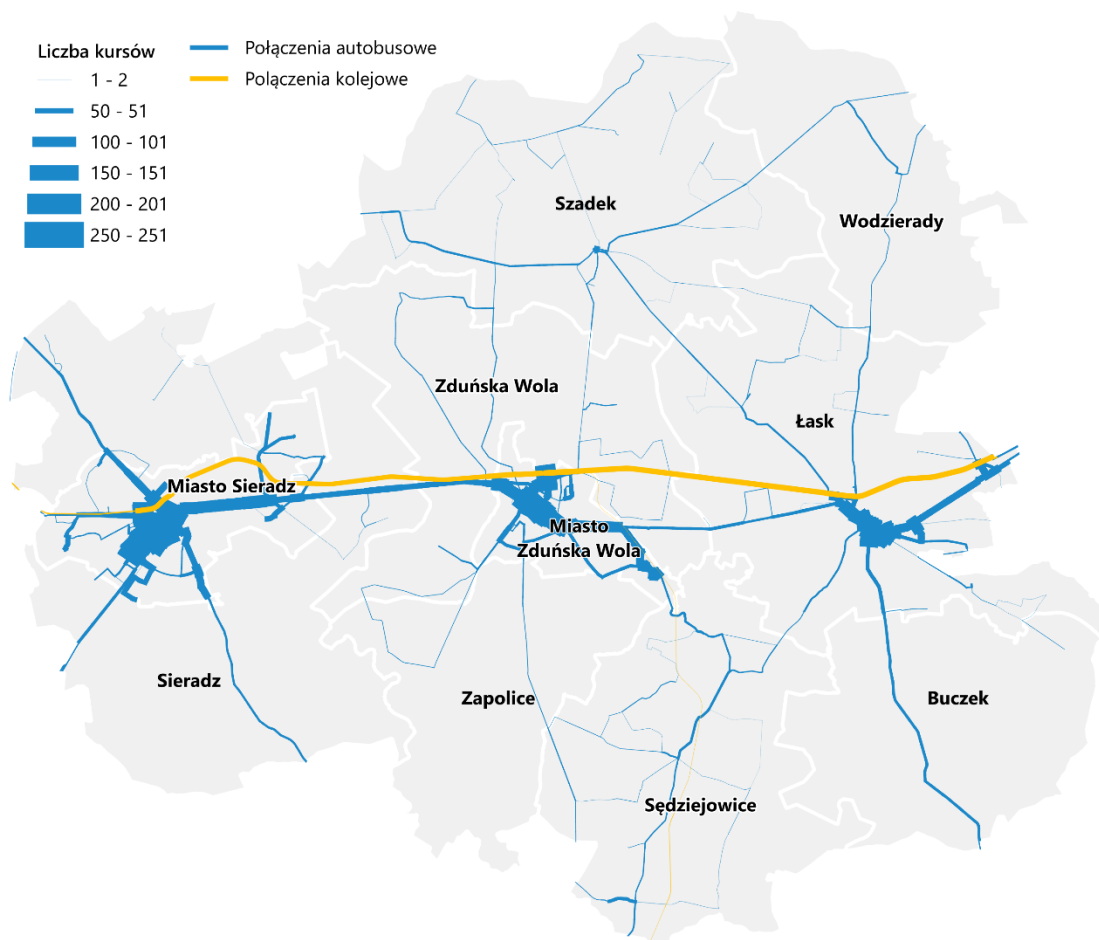 Liczba kursów
1 - 2
50 - 51
100 - 101
150 - 151
200 - 201
250 - 251
Połączenia autobusowe
Polączenia kolejowe
Szadek
Wodzierady
Zduńska Wola
Łask
Miasto Sieradz
Miasto
Zduńska Wola
Sieradz
Zapolice
Buczek
Sędziejowice